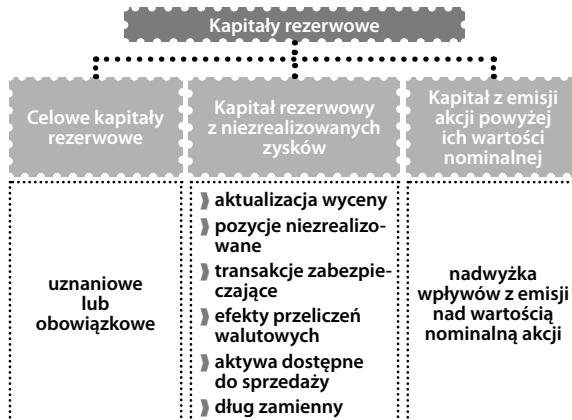 Kapitały rezerwowe
Celowe kapitały
rezerwowe
Kapitał rezerwowy
z niezrealizowanych
zysków
Kapitał z emisji
akcji powyżej
ich wartości
nominalnej
uznaniowe
lub
obowiązkowe
aktualizacja wyceny
pozycje niezrealizo-
wane
transakcje zabezpie-
czające
efekty przeliczeń
walutowych
aktywa dostępne
do sprzedaży
dług zamienny
nadwyżka
wpływów z emisji
nad wartością
nominalną akcji